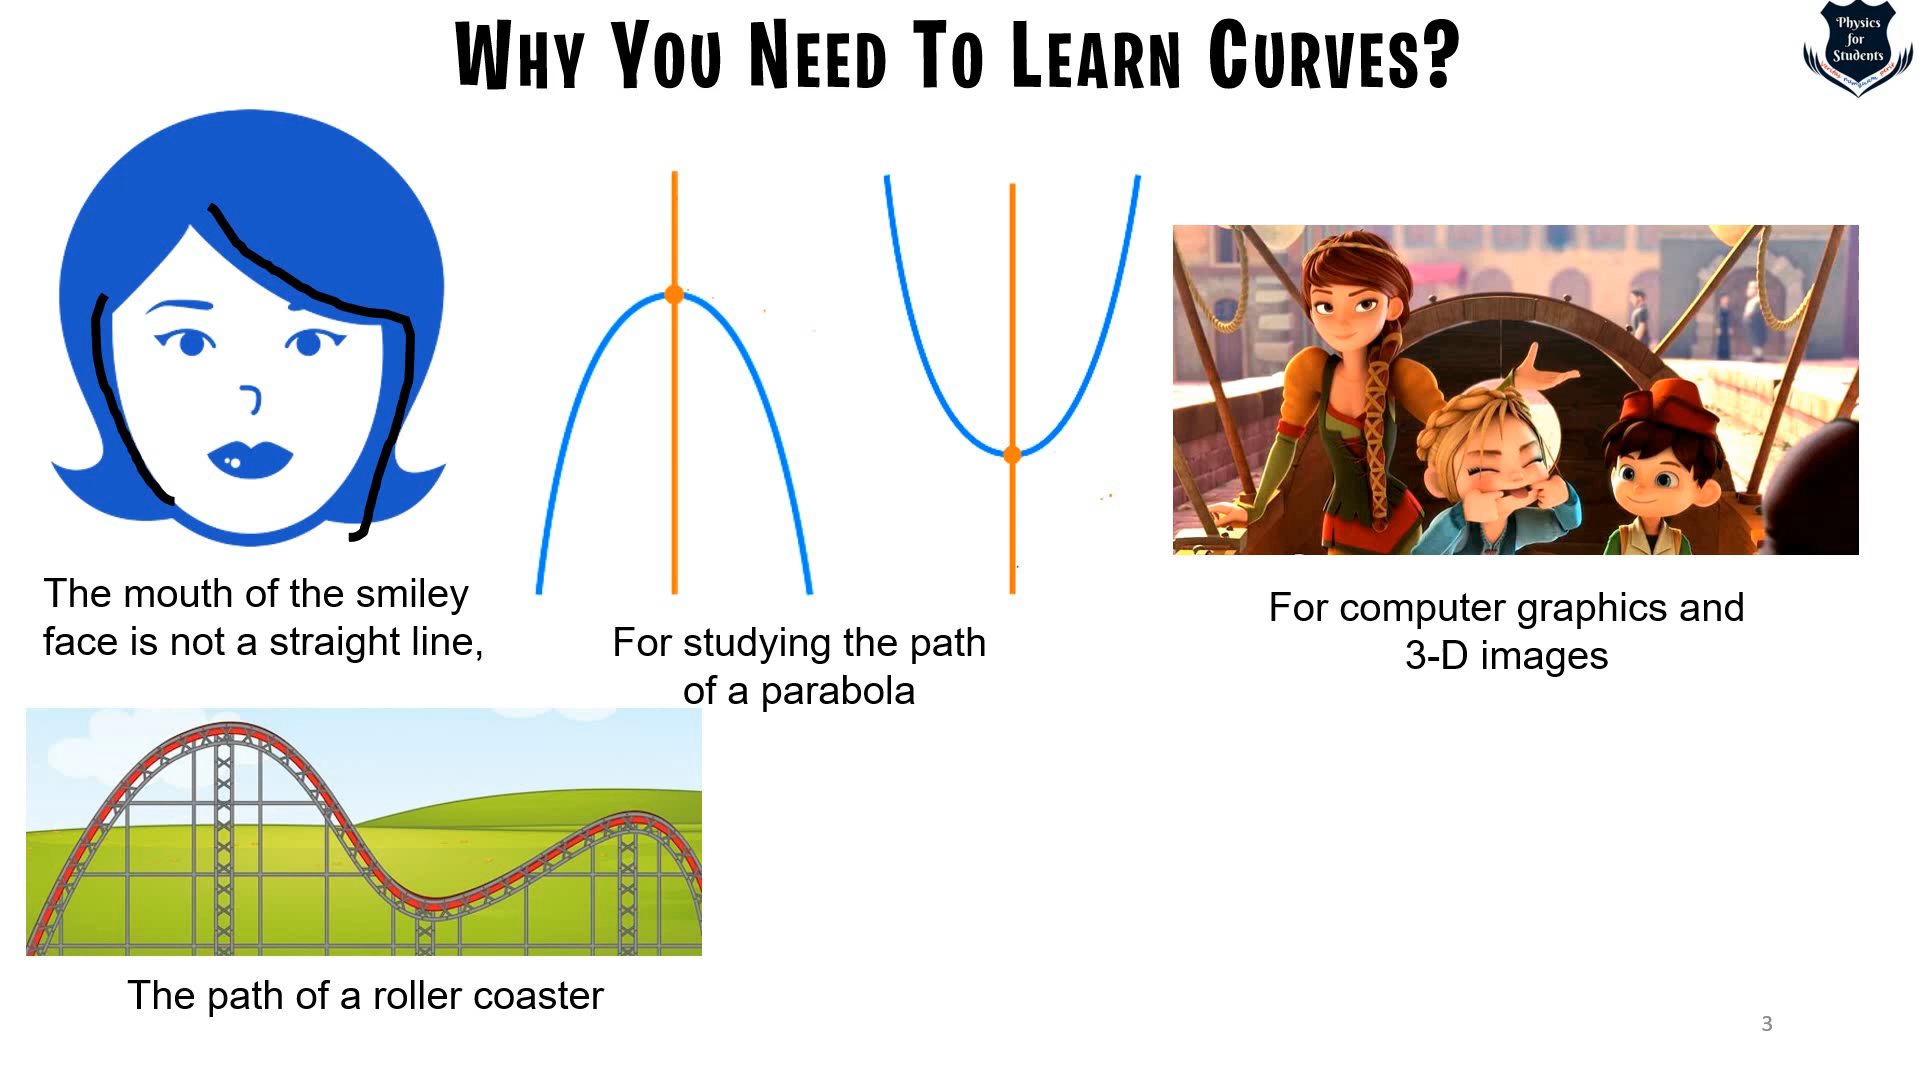 WHY YOU NEED TO LEARN CURVES?
Physics
for
Students
The mouth of the smiley
face is not a straight line,
For studying the path
of a parabola
For computer graphics and
3-D images
The path of a roller coaster
3